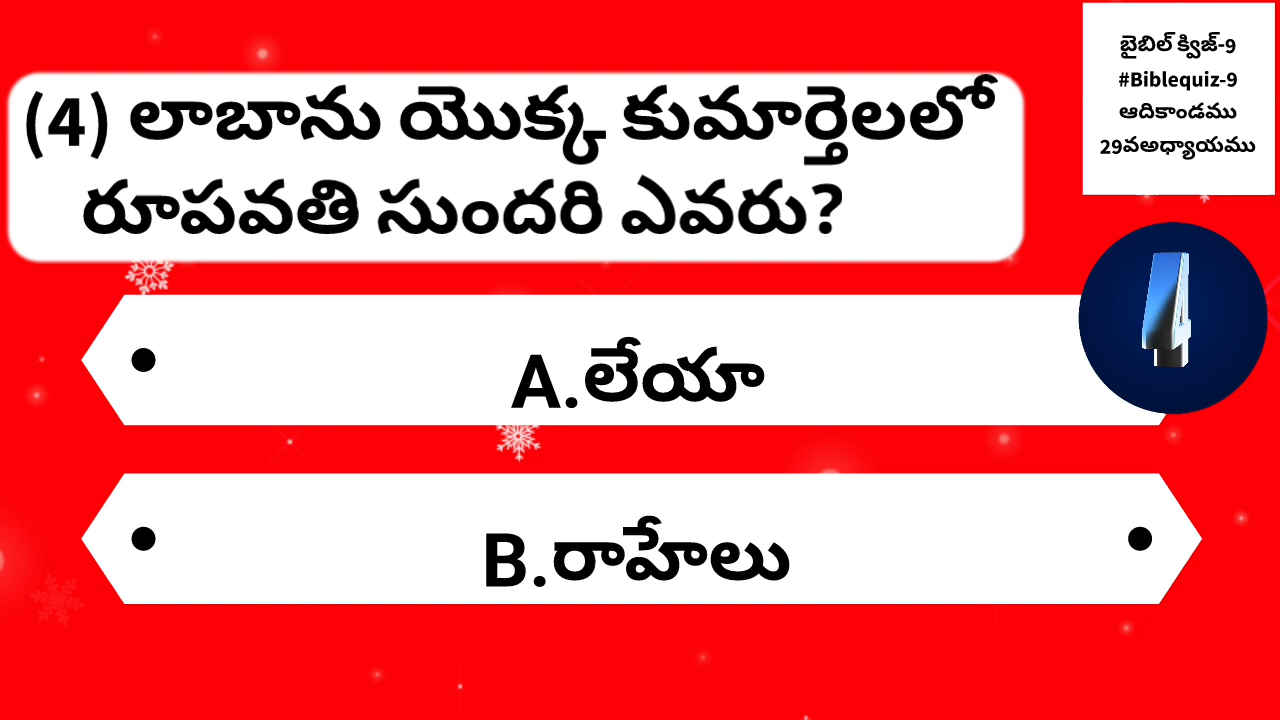 బైబిల్ క్విజ్-9
#Biblequiz-9
ఆదికాండము
29వఅధ్యాయము
(4) లాబాను యొక్క కుమార్తెలలో
రూపవతి సుందరి ఎవరు?
A.లేయా
B.రాహేలు